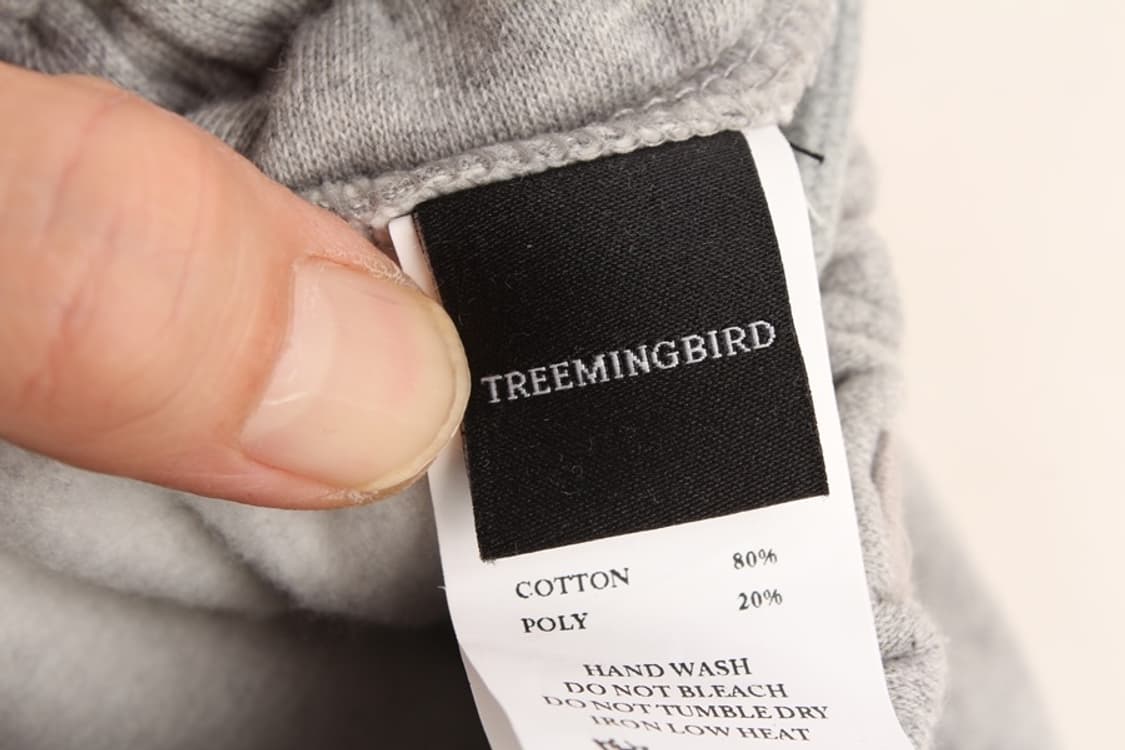 TREEMINGBIRD
COTTON 80%
POLY 20%
HAND WASH
DO NOT BLEACH
DO NOT TUMBLE DRY
IRON LOW HEAT